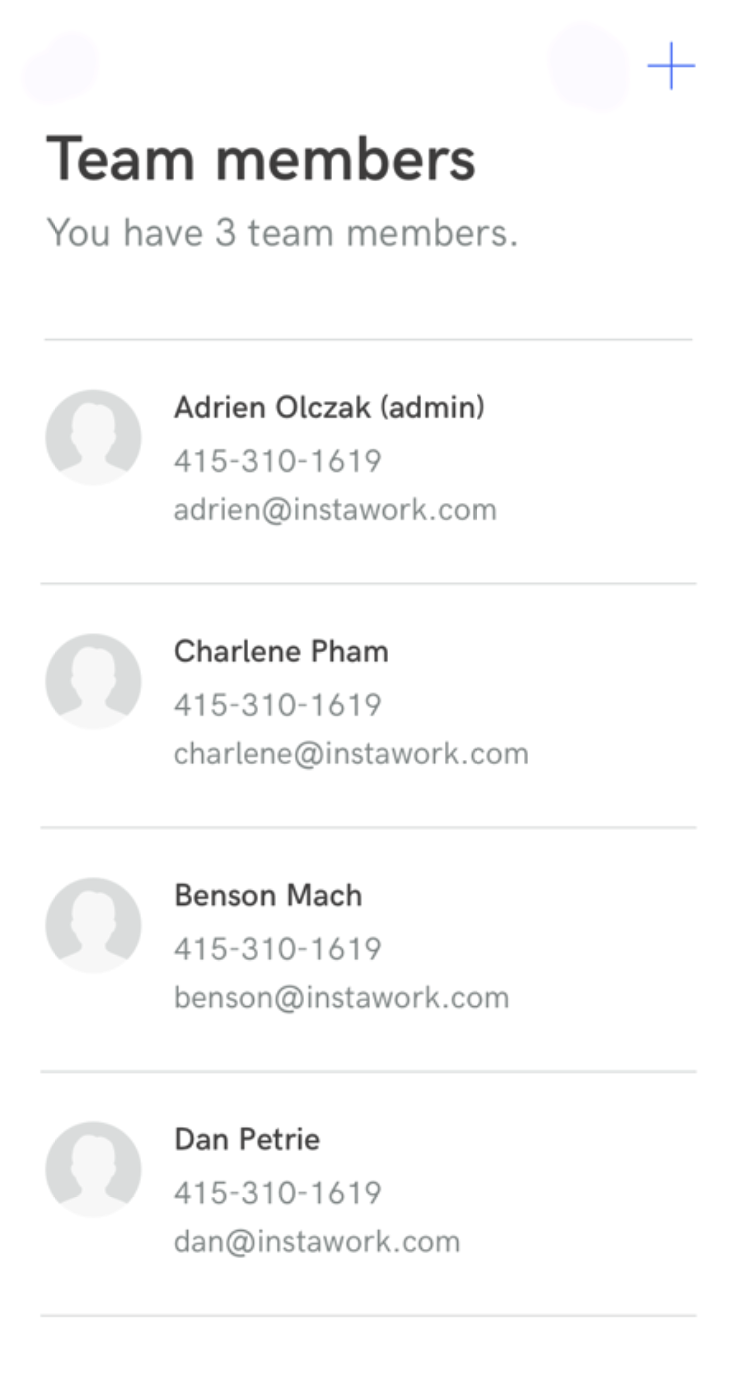 Team members
You have 3 team members.
Adrien Olczak (admin)
415-310-1619
adrien@instawork.com
Charlene Pham
415-310-1619
charlene@instawork.com
Benson Mach
415-310-1619
benson@instawork.com
Dan Petrie
415-310-1619
dan@instawork.com